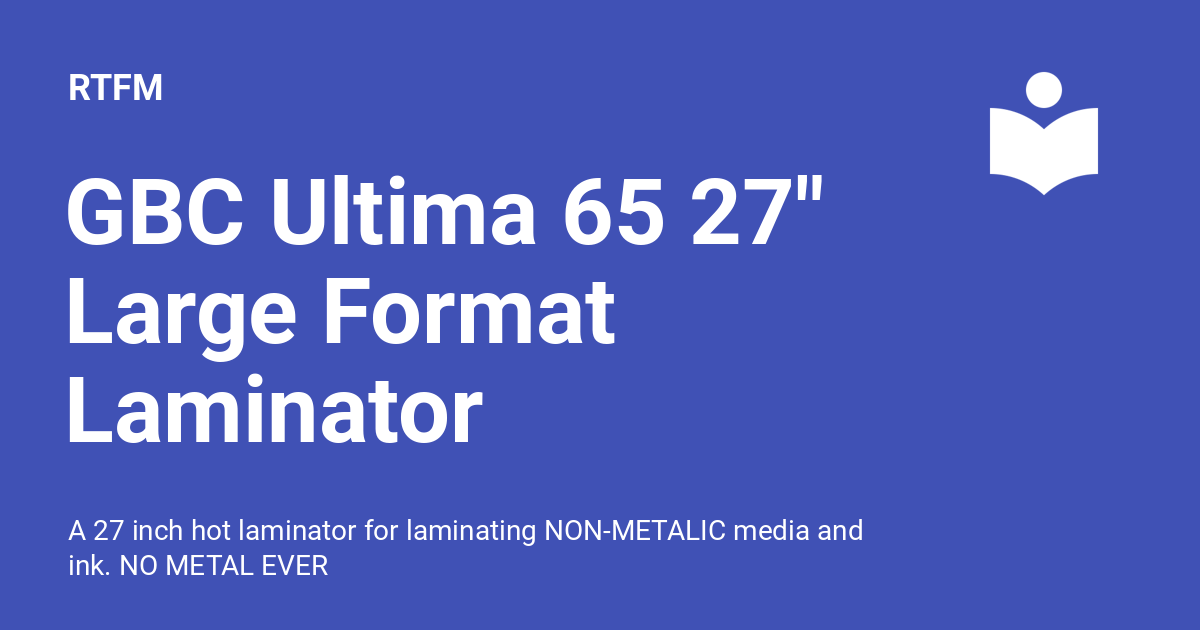 RTFM
GBC Ultima 65 27"
Large Format
Laminator
A 27 inch hot laminator for laminating NON-METALIC media and
ink. NO METAL EVER